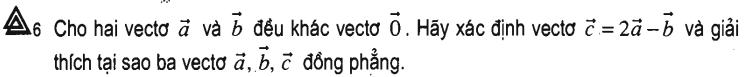 6 Cho hai vectơ \(\vec{a}\) và \(\vec{b}\) đều khác vectơ \(\vec{0}\). Hãy xác định vectơ \(\vec{c} = 2\vec{a} - \vec{b}\) và giải
thích tại sao ba vectơ \(\vec{a}, \vec{b}, \vec{c}\) đồng phẳng.